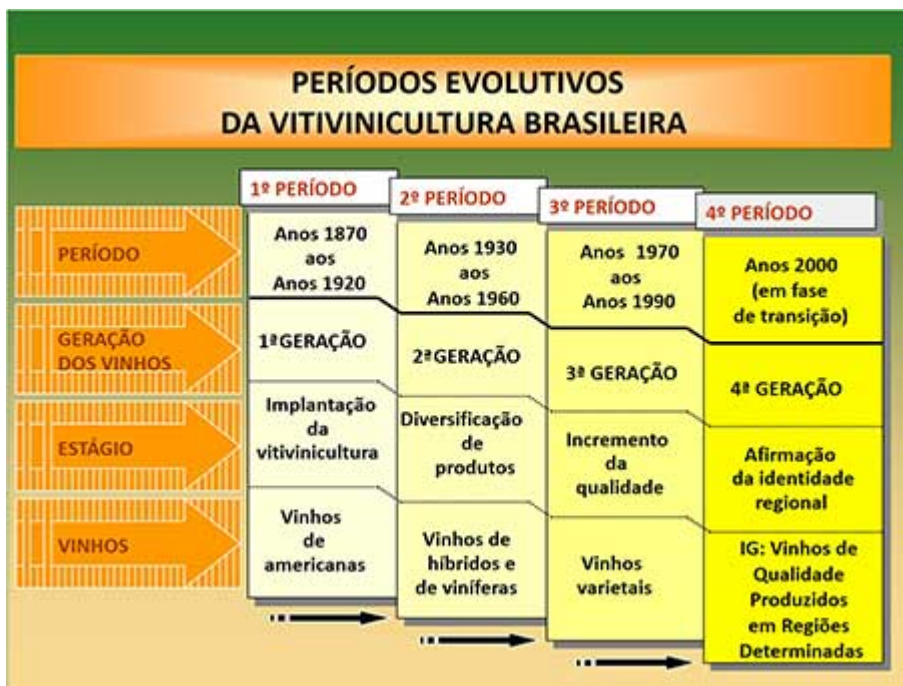 PERÍODOS EVOLUTIVOS
DA VITIVINICULTURA BRASILEIRA
1º PERÍODO
2º PERÍODO
3º PERÍODO
4º PERÍODO
PERÍODO
Anos 1870
aos
Anos 1920
Anos 1930
aos
Anos 1960
Anos 1970
aos
Anos 1990
Anos 2000
(em fase
de transição)
GERAÇÃO
DOS VINHOS
1ªGERAÇÃO
2ªGERAÇÃO
3ª GERAÇÃO
4ª GERAÇÃO
ESTÁGIO
Implantação
da
vitivinicultura
Diversificação
de
produtos
Incremento
da
qualidade
Afirmação
da identidade
regional
VINHOS
Vinhos
de
americanas
Vinhos de
híbridos e
de viníferas
Vinhos
varietais
IG: Vinhos de
Qualidade
Produzidos
em Regiões
Determinadas